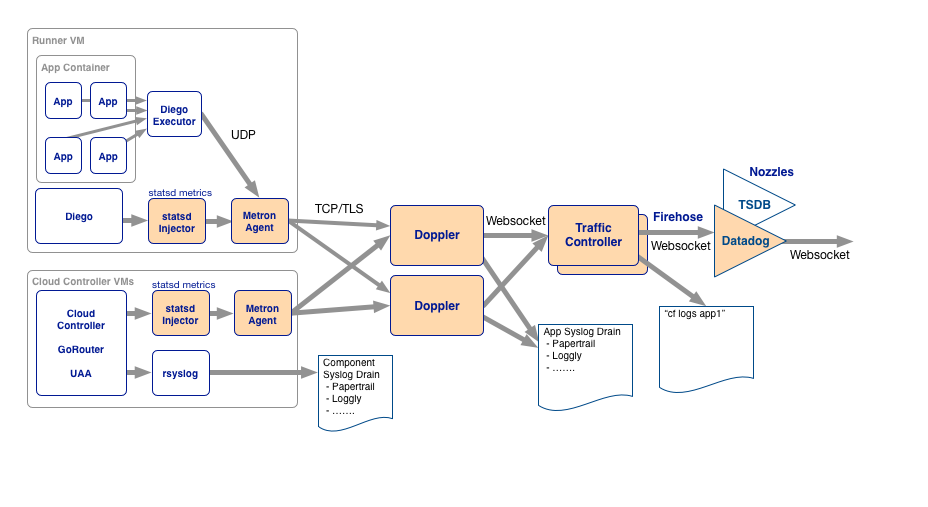 Runner VM
App Container
App
App
App
App
Diego
Executor
UDP
Diego
statsd metrics
statsd
Injector
Metron
Agent
TCP/TLS
Cloud Controller VMs
Cloud
Controller
GoRouter
UAA
statsd metrics
statsd
Injector
Metron
Agent
rsyslog
Component
Syslog Drain
- Papertrail
- Loggly
- …….
Doppler
Doppler
Websocket
Traffic
Controller
App Syslog Drain
- Papertrail
- Loggly
- …….
Firehose
Websocket
"cf logs app1"
Nozzles
TSDB
Datadog
Websocket